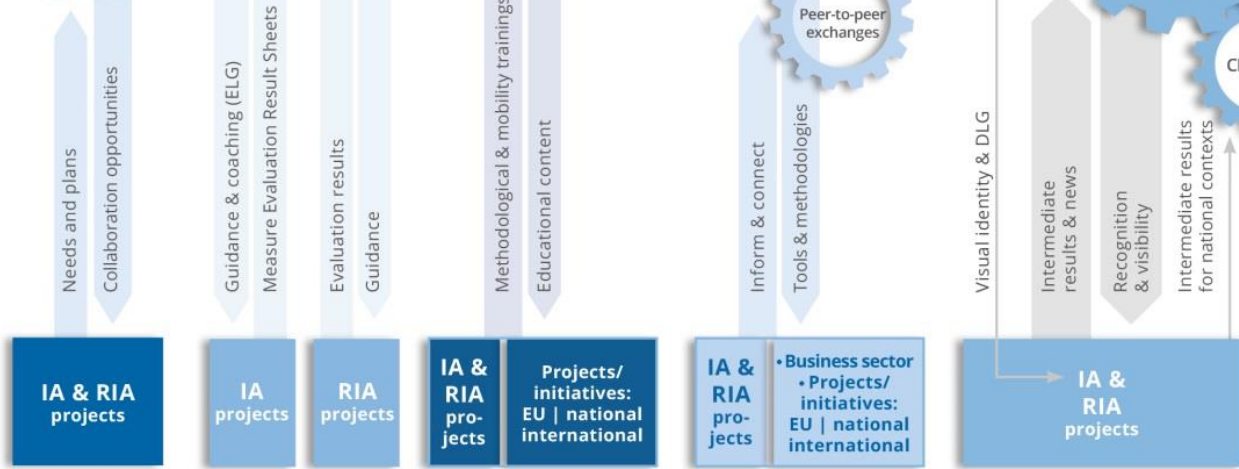 Peer-to-peer
exchanges
Needs and plans
Collaboration opportunities
Guidance & coaching (ELG)
Measure Evaluation Result Sheets
Evaluation results
Guidance
Methodological & mobility trainings
Educational content
Inform & connect
Tools & methodologies
Visual identity & DLG
Intermediate
results & news
Recognition
& visibility
Intermediate results
for national contexts
IA & RIA
projects
IA
projects
RIA
projects
IA &
RIA
pro-
jects
Projects/
initiatives:
EU | national
international
IA &
RIA
pro-
jects
• Business sector
• Projects/
initiatives:
EU | national
international
IA &
RIA
projects